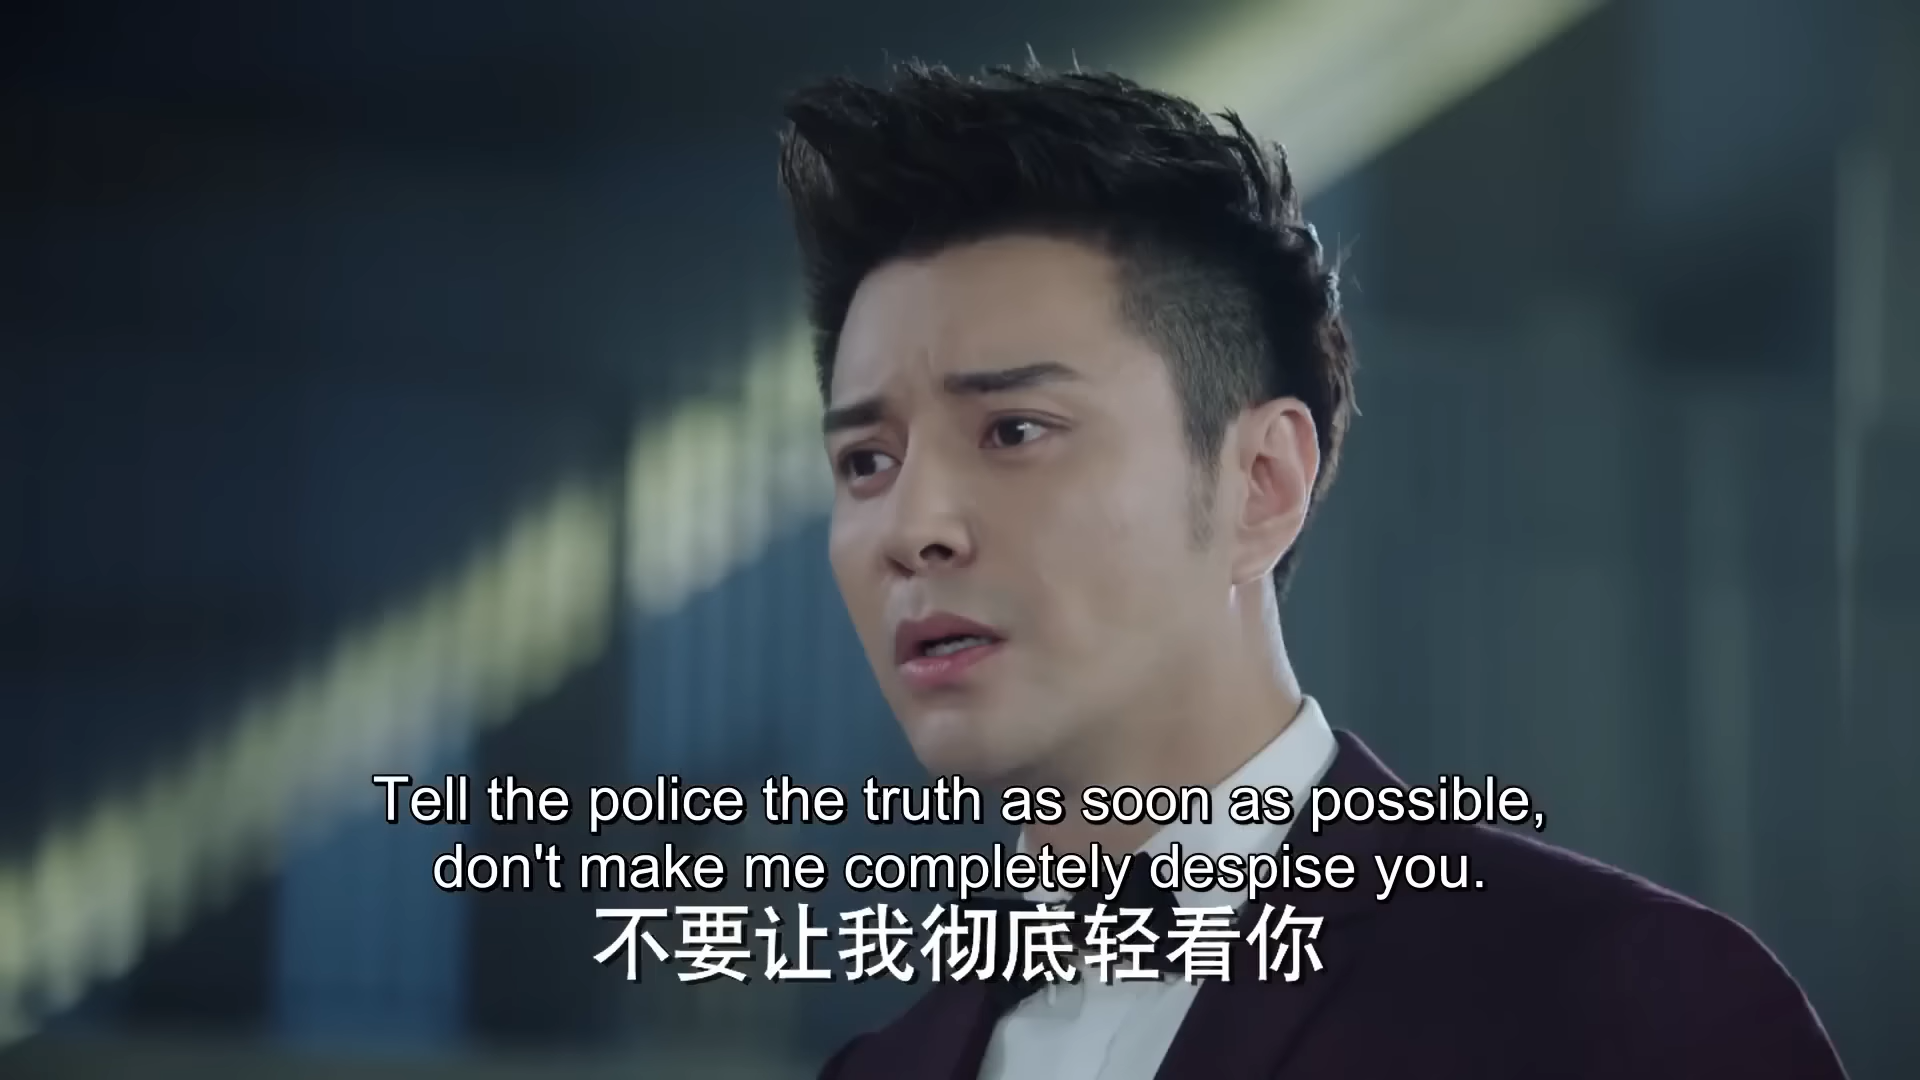 Tell the police the truth as soon as possible,
don't make me completely despise you.
不要让我彻底轻看你